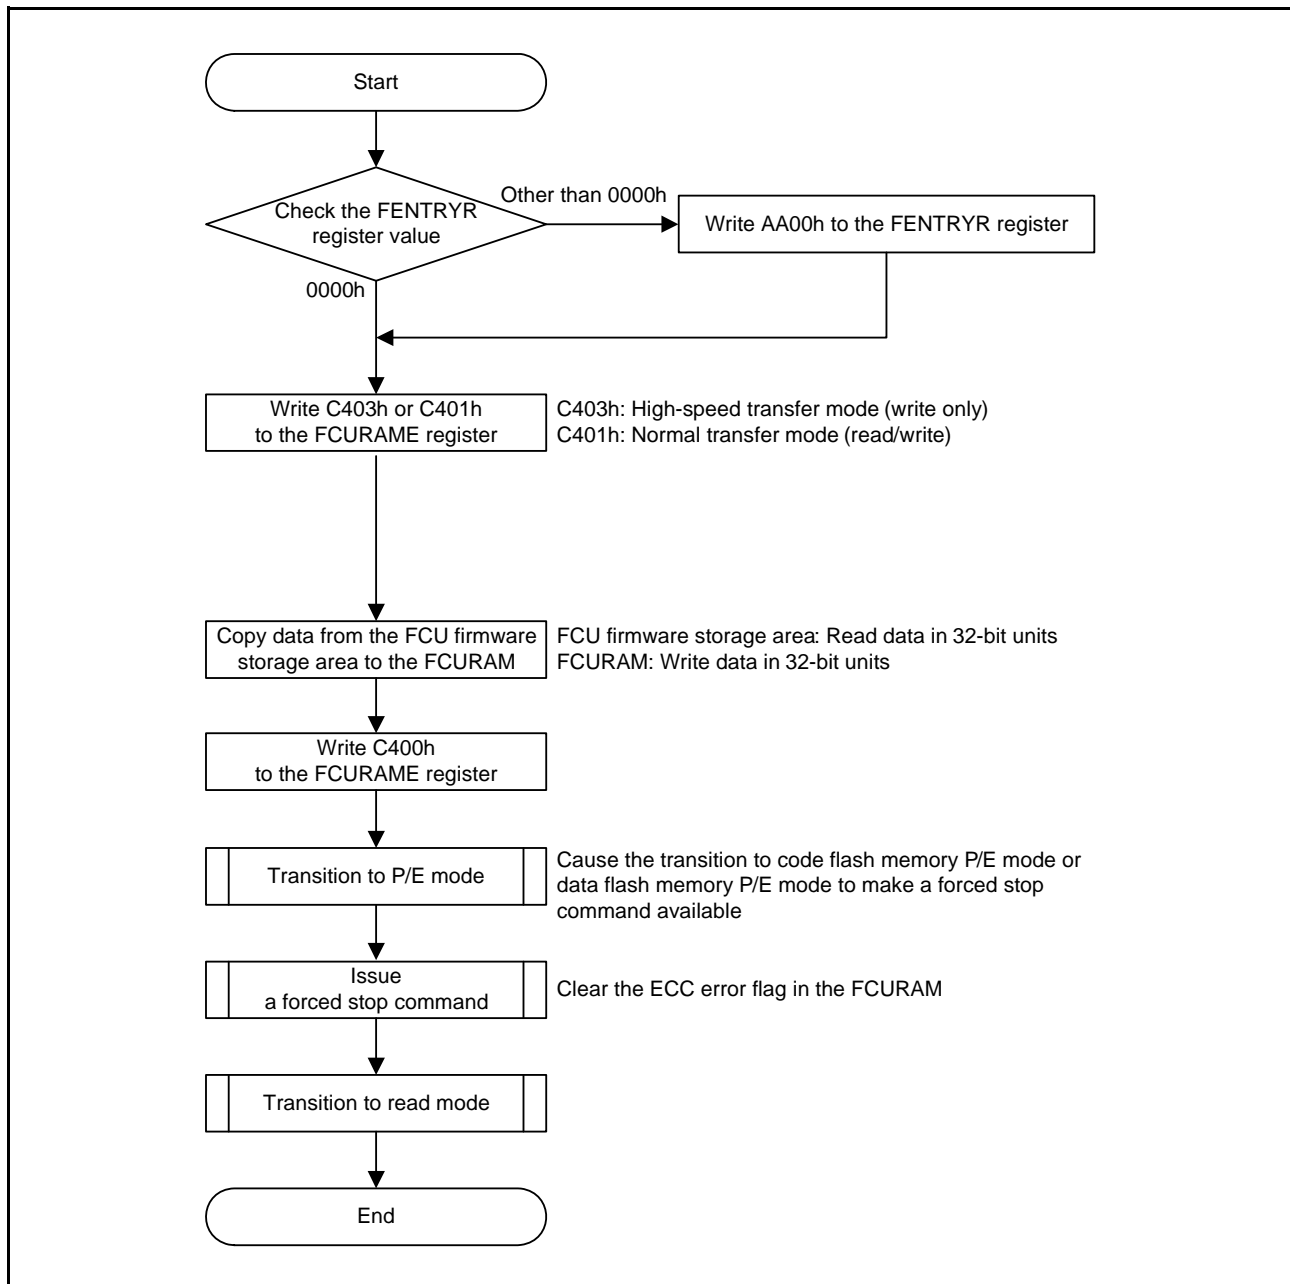 Start
Other than 0000h
Check the FENTRYR
register value
Write AA00h to the FENTRYR register
0000h
Write C403h or C401h
to the FCURAME register
C403h: High-speed transfer mode (write only)
C401h: Normal transfer mode (read/write)
Copy data from the FCU firmware
storage area to the FCURAM
FCU firmware storage area: Read data in 32-bit units
FCURAM: Write data in 32-bit units
Write C400h
to the FCURAME register
Transition to P/E mode
Cause the transition to code flash memory P/E mode or
data flash memory P/E mode to make a forced stop
command available
Issue
a forced stop command
Clear the ECC error flag in the FCURAM
Transition to read mode
End